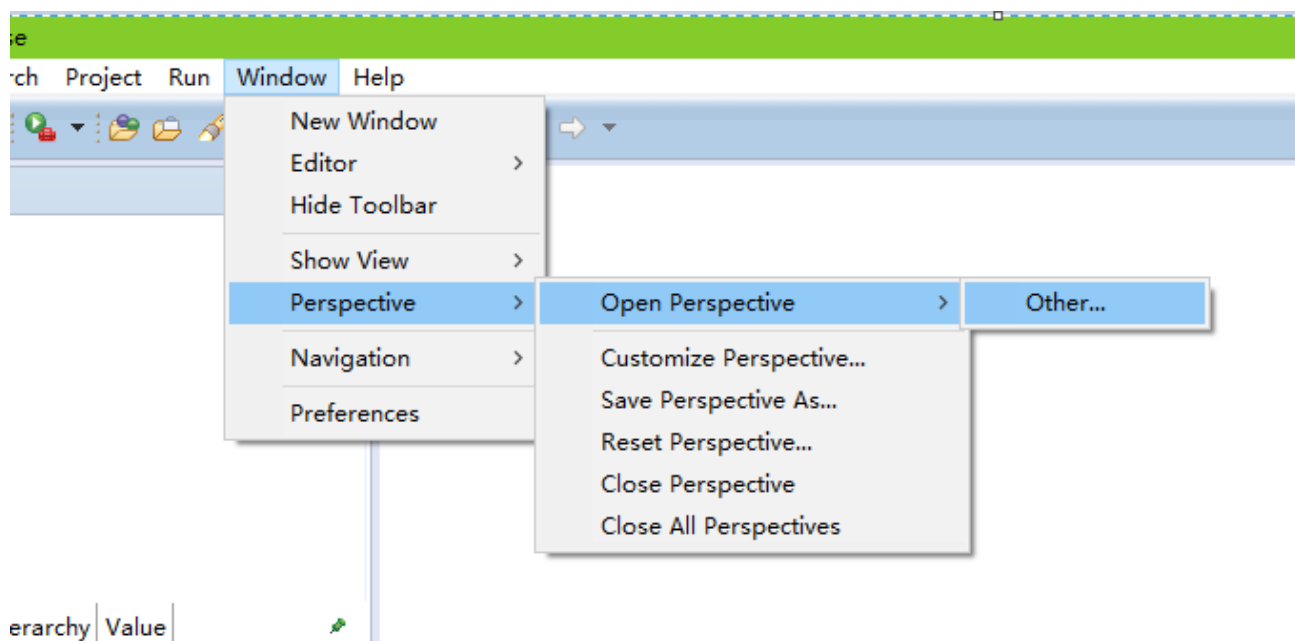 se
rch Project Run Window Help
New Window
Editor
Hide Toolbar
Show View
Perspective
Open Perspective
Other...
Navigation
Customize Perspective...
Save Perspective As...
Preferences
Reset Perspective...
Close Perspective
Close All Perspectives
erarchy Value